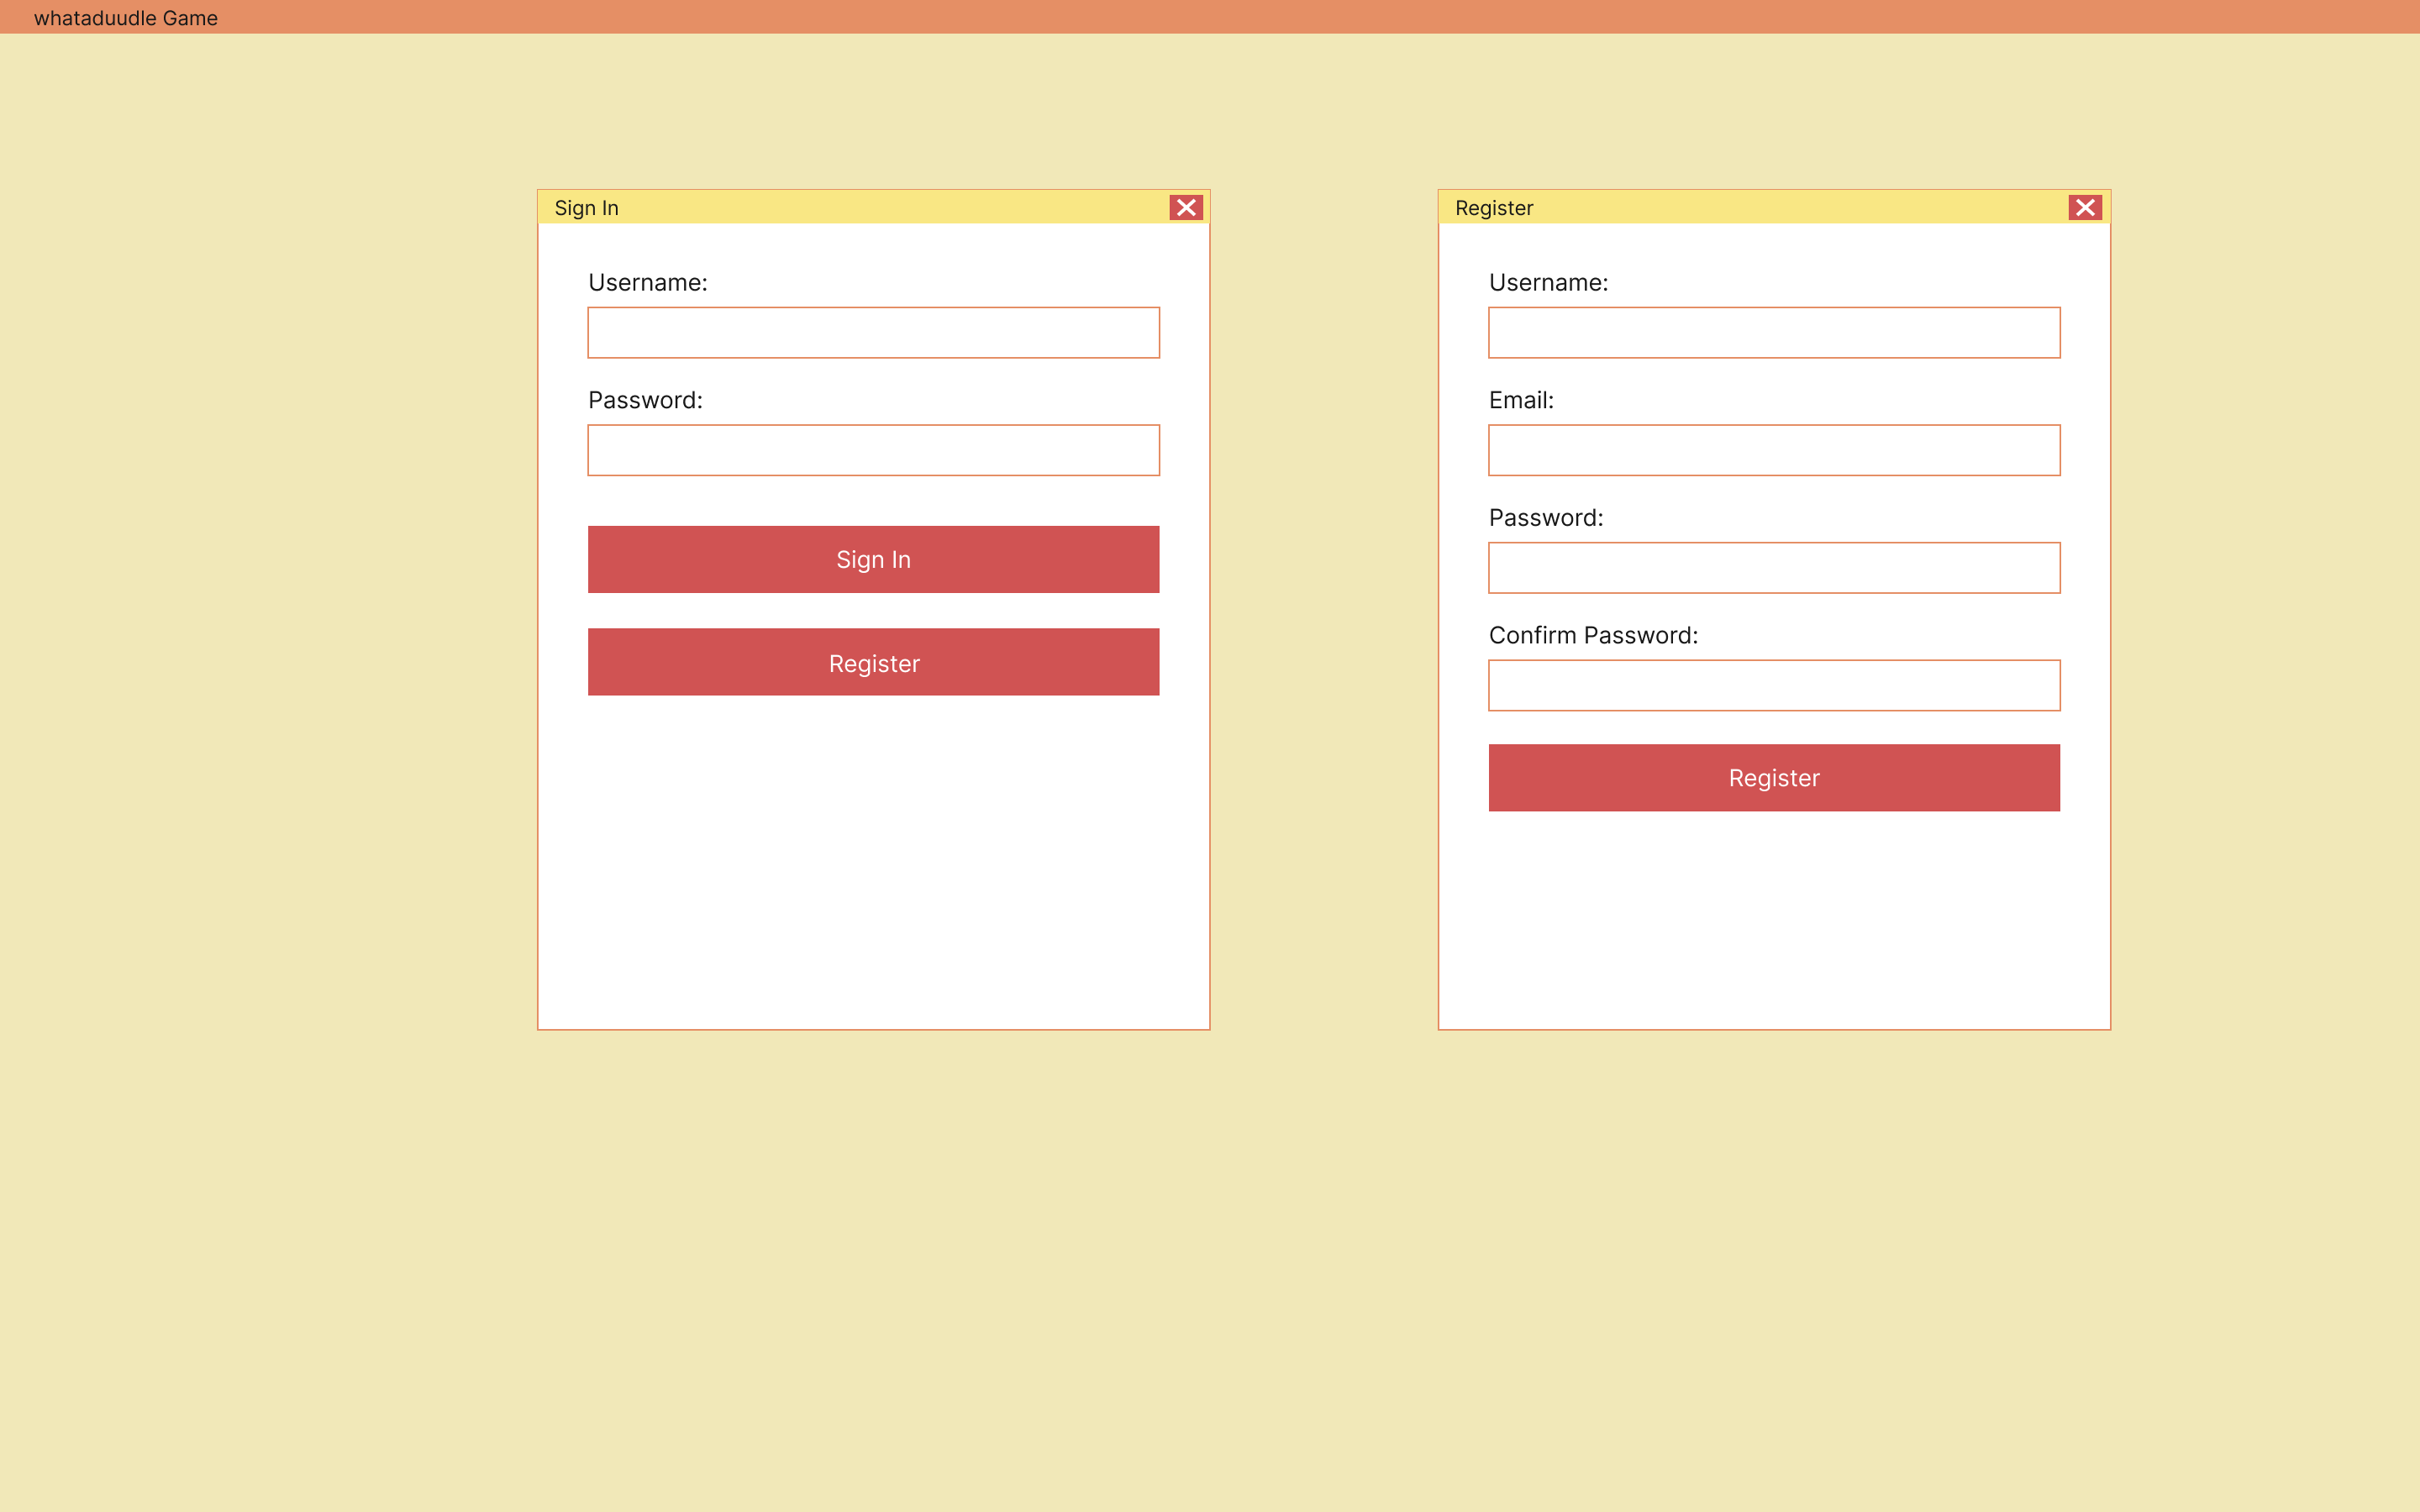 whataduudle Game
Sign In
Username:
Password:
Sign In
Register
Register
Username:
Email:
Password:
Confirm Password:
Register